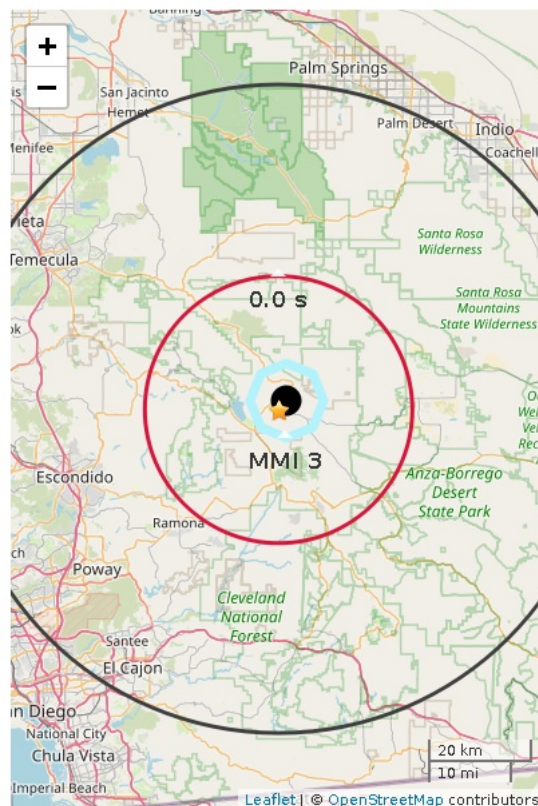 Banning
+
−
Palm Springs
San Jacinto
Hemet
Palm Desert
Indio
Menifee
Coachella
Santa Rosa
Wilderness
Temecula
0.0 s
Santa Rosa
Mountains
State Wilderness
MMI 3
Escondido
Anza-Borrego
Desert
State Park
Ramona
Poway
Cleveland
National
Forest
Santee
El Cajon
San Diego
National City
Chula Vista
20 km
10 mi
Imperial Beach
Leaflet | © OpenStreetMap contributors